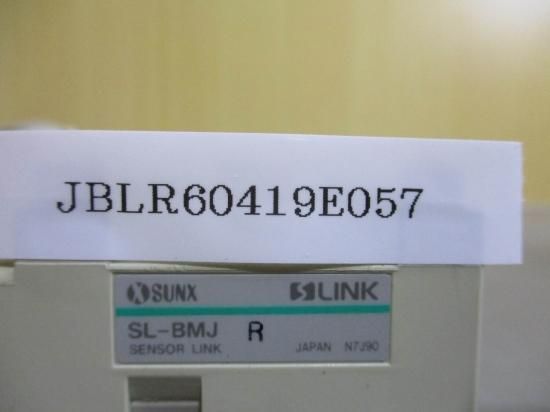 JBLR60419E057
SUNX S LINK
SL-BMJ R
SENSOR LINK JAPAN N7J90